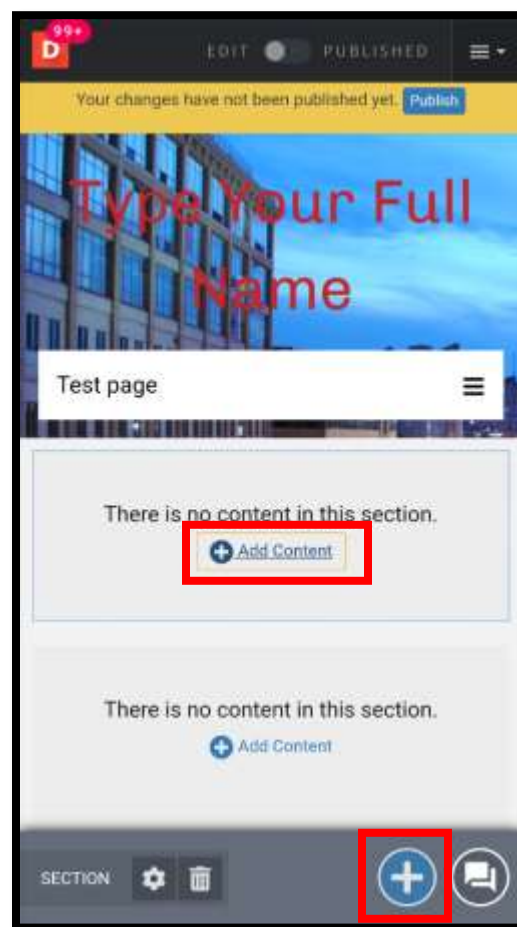 99+
D
EDIT PUBLISHED
Your changes have not been published yet. Publish
Type Your Full
Name
Test page
There is no content in this section.
Add Content
There is no content in this section.
Add Content
SECTION